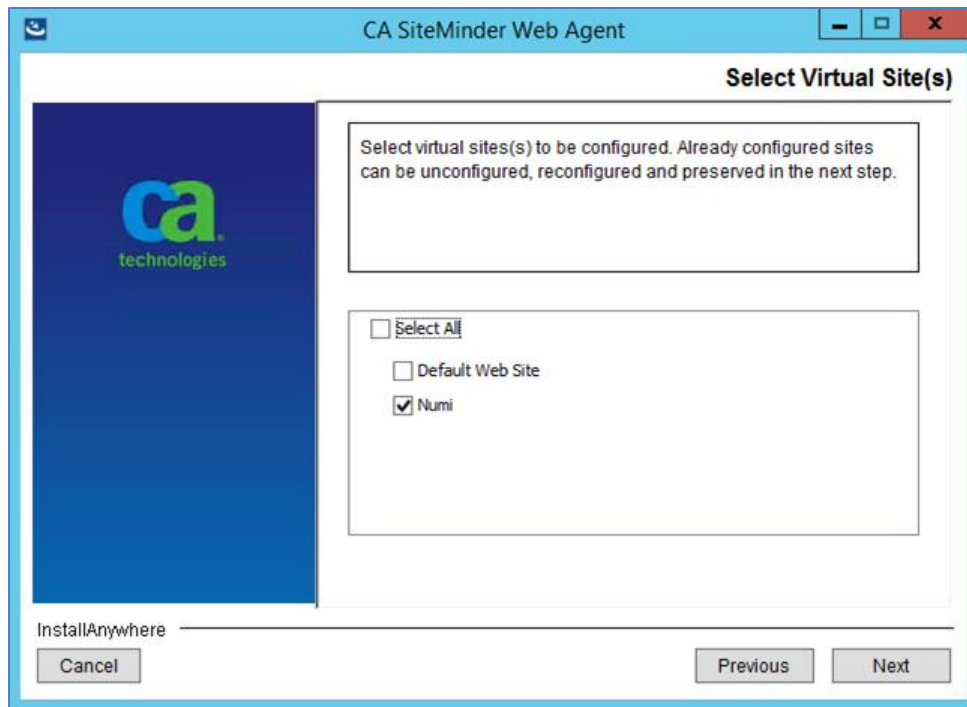 CA SiteMinder Web Agent
Select Virtual Site(s)
ca
technologies
Select virtual sites(s) to be configured. Already configured sites
can be unconfigured, reconfigured and preserved in the next step.
Select All
Default Web Site
Numi
InstallAnywhere
Cancel
Previous
Next